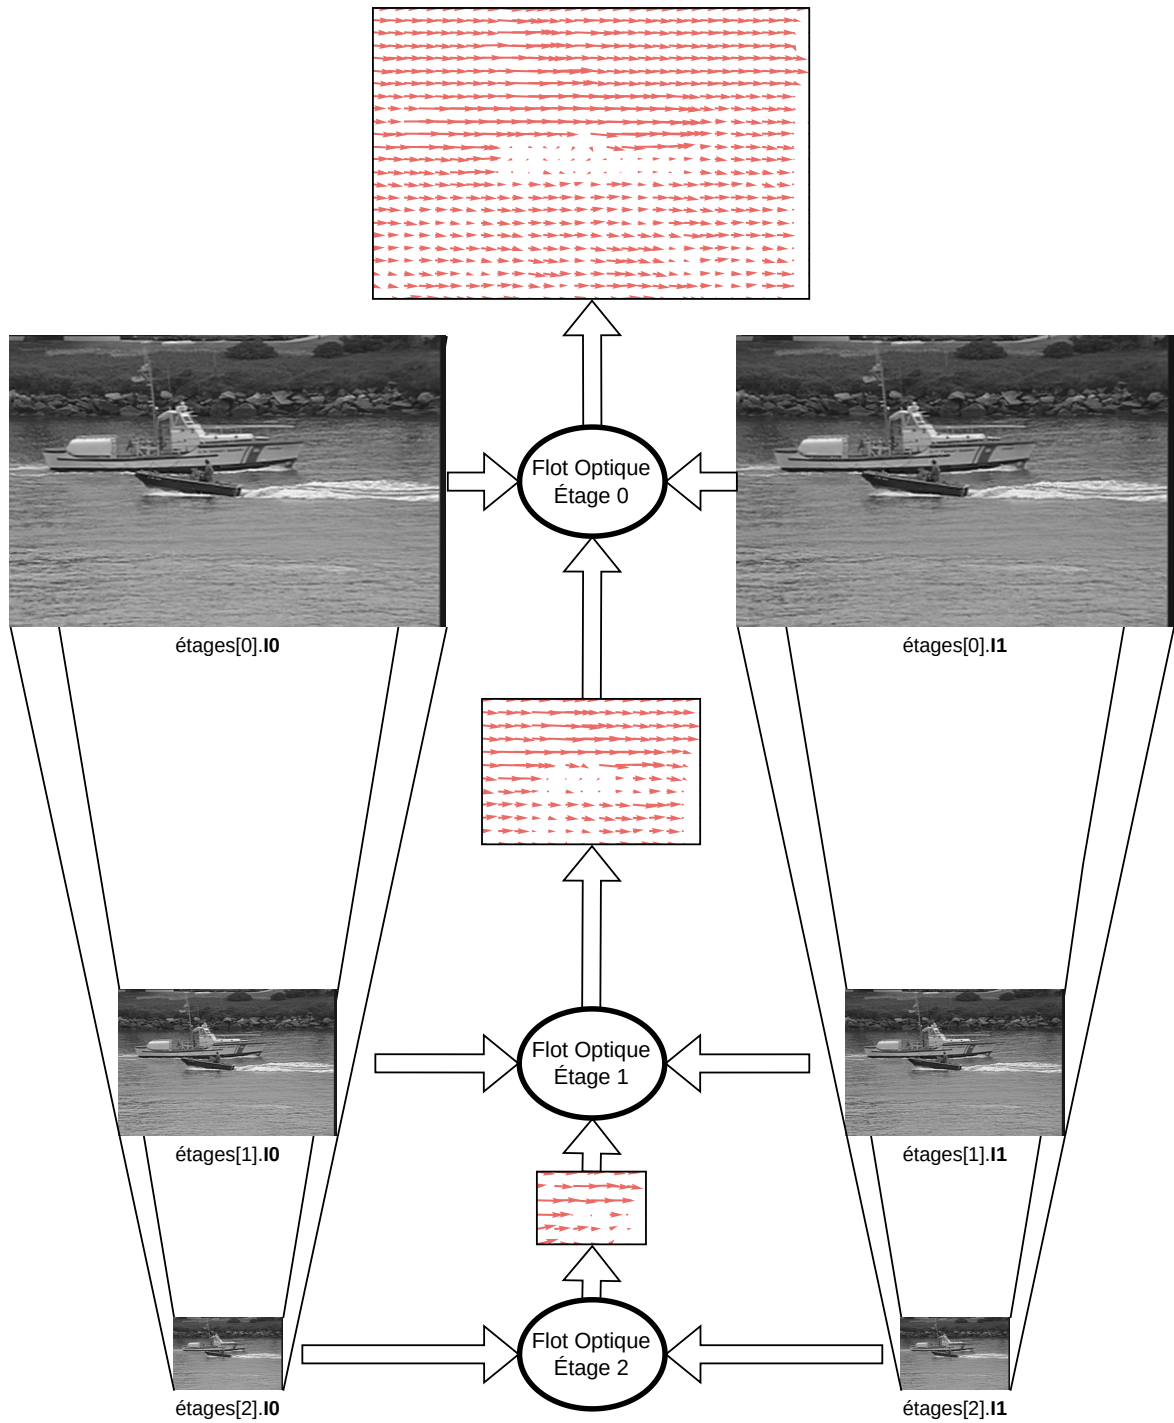 Flot Optique
Étage 0
étages[0].I0
étages[0].I1
Flot Optique
Étage 1
étages[1].I0
étages[1].I1
Flot Optique
Étage 2
étages[2].I0
étages[2].I1